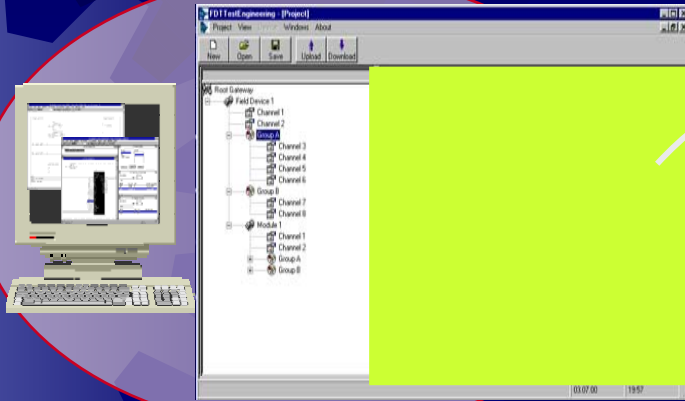 FDTTestEngineering - [Project]
Project View Windows About
New Open Save Upload Download
Root Gateway
Field Device 1
Channel 1
Channel 2
Group A
Channel 3
Channel 4
Channel 5
Channel 6
Group B
Channel 7
Channel 8
Module 1
Channel 1
Channel 2
Group A
Group B
03.07.00 19:57